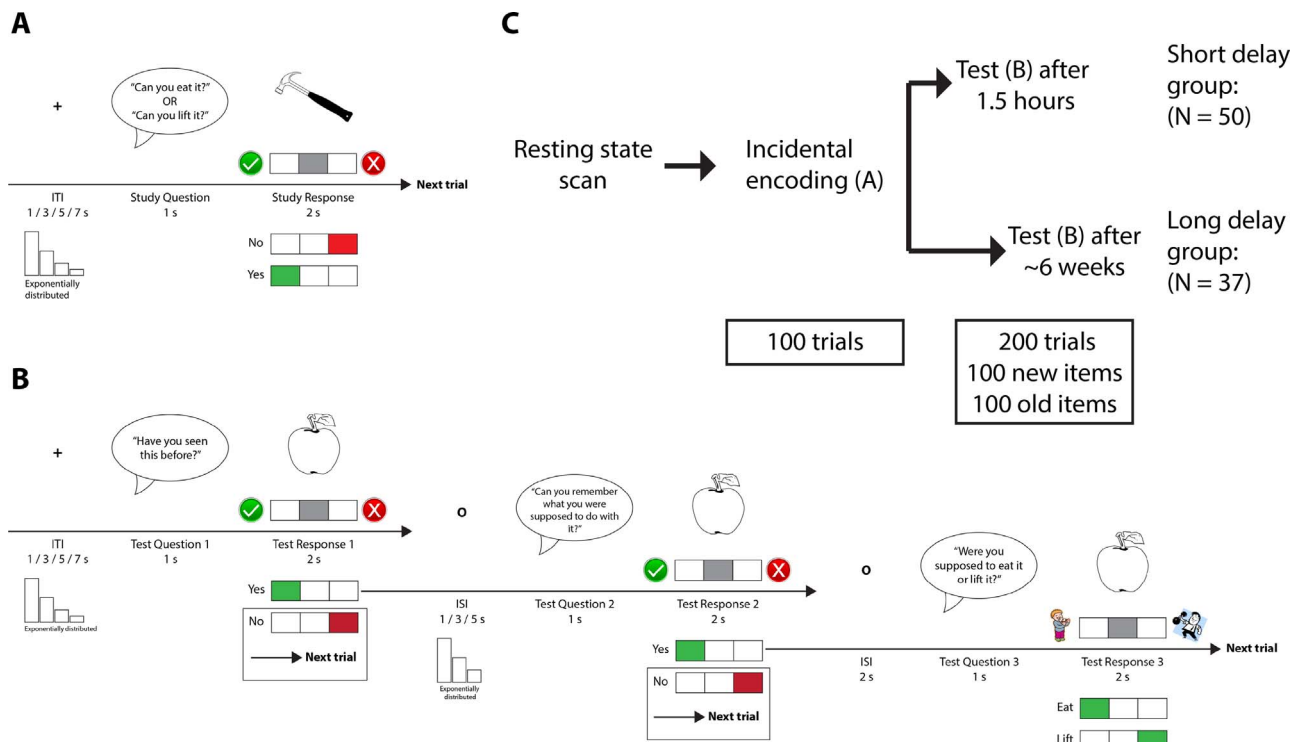 A
"Can you eat it?"
OR
"Can you lift it?"
+
Next trial
ITI
1 / 3 / 5 / 7 s
Study Question
1 s
Study Response
2 s
No
Yes
Exponentially
distributed
C
Resting state
scan
Incidental
encoding (A)
Test (B) after
1.5 hours
Short delay
group:
(N = 50)
Test (B) after
~6 weeks
Long delay
group:
(N = 37)
100 trials
200 trials
100 new items
100 old items
B
+
"Have you seen
this before?"
ITI
1 / 3 / 5 / 7 s
Test Question 1
1 s
Test Response 1
2 s
Exponentially distributed
Yes
No
Next trial
o
"Can you remember
what you were
supposed to do with
it?"
ISI
1 / 3 / 5 s
Test Question 2
1 s
Test Response 2
2 s
Exponentially
distributed
Yes
No
Next trial
o
"Were you
supposed to eat it
or lift it?"
Next trial
ISI
2 s
Test Question 3
1 s
Test Response 3
2 s
Eat
Lift